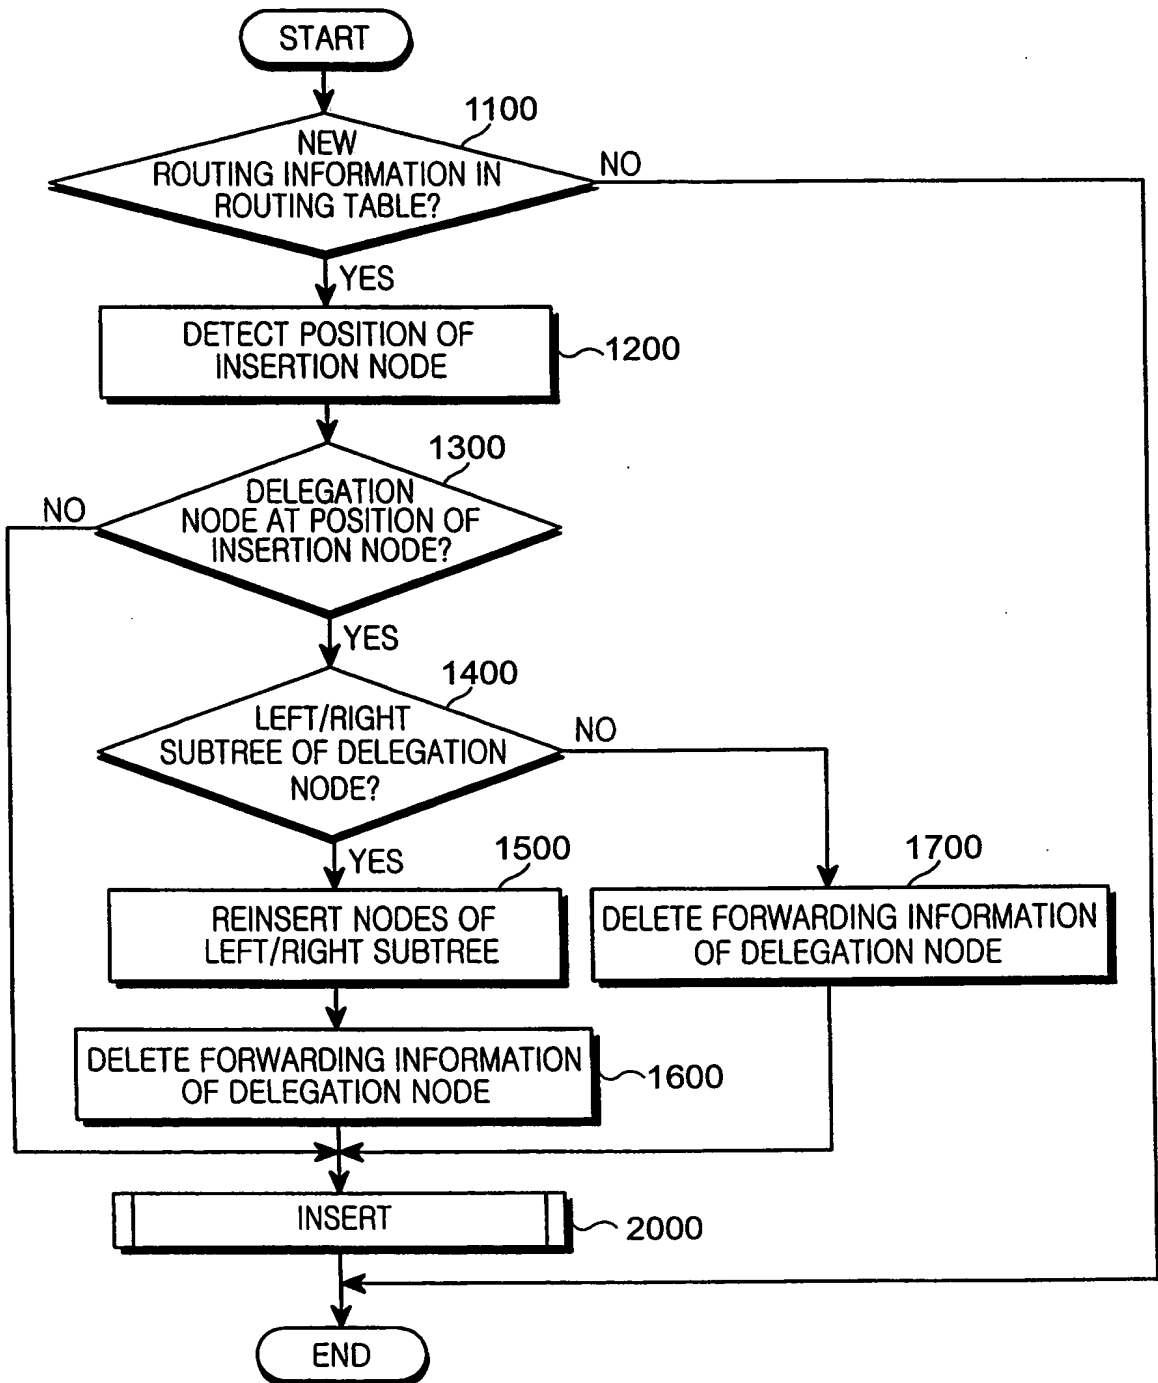 START
1100
NEW
ROUTING INFORMATION IN
ROUTING TABLE?
NO
YES
DETECT POSITION OF
INSERTION NODE
1200
1300
NO
DELEGATION
NODE AT POSITION OF
INSERTION NODE?
YES
1400
LEFT/RIGHT
SUBTREE OF DELEGATION
NODE?
NO
YES
1500
REINSERT NODES OF
LEFT/RIGHT SUBTREE
1700
DELETE FORWARDING INFORMATION
OF DELEGATION NODE
DELETE FORWARDING INFORMATION
OF DELEGATION NODE
1600
INSERT
2000
END